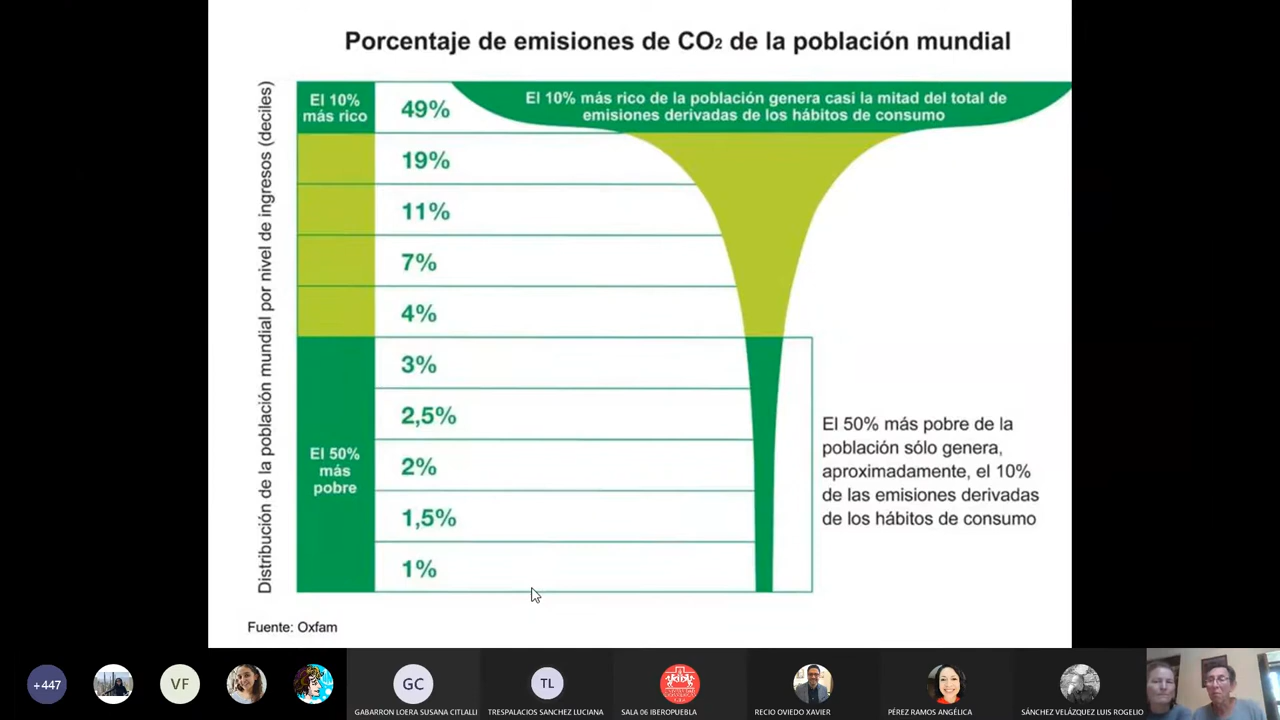 Porcentaje de emisiones de CO2 de la población mundial
Distribución de la población mundial por nivel de ingresos (deciles)
El 10%
más rico
49%
El 10% más rico de la población genera casi la mitad del total de
emisiones derivadas de los hábitos de consumo
19%
11%
7%
4%
3%
2,5%
2%
1,5%
1%
El 50%
más
pobre
El 50% más pobre de la
población sólo genera,
aproximadamente, el 10%
de las emisiones derivadas
de los hábitos de consumo
Fuente: Oxfam
+447
VF
GC
GABARRON LOERA SUSANA CITLALLI
TL
TRESPALACIOS SANCHEZ LUCIANA
SALA 06 IBEROPUEBLA
RECIO OVIEDO XAVIER
PÉREZ RAMOS ANGÉLICA
SÁNCHEZ VELÁZQUEZ LUIS ROGELIO